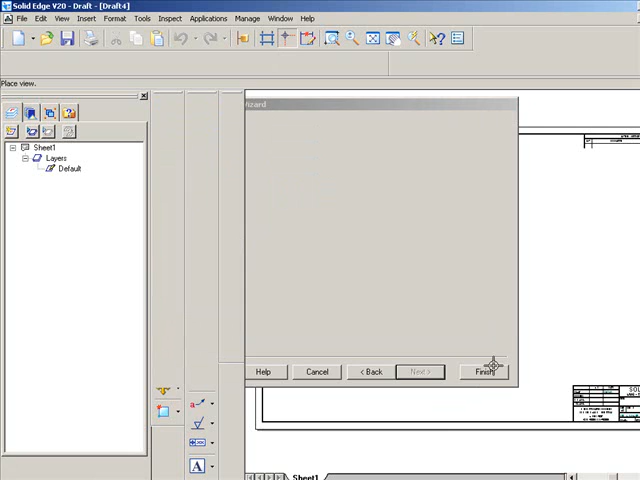 Solid Edge V20 - Draft - [Draft4]
File Edit View Insert Format Tools Inspect Applications Manage Window Help
Place view.
Wizard
Sheet1
Layers
Default
Help Cancel < Back Next > Finish
SOL
a
A
Sheet1